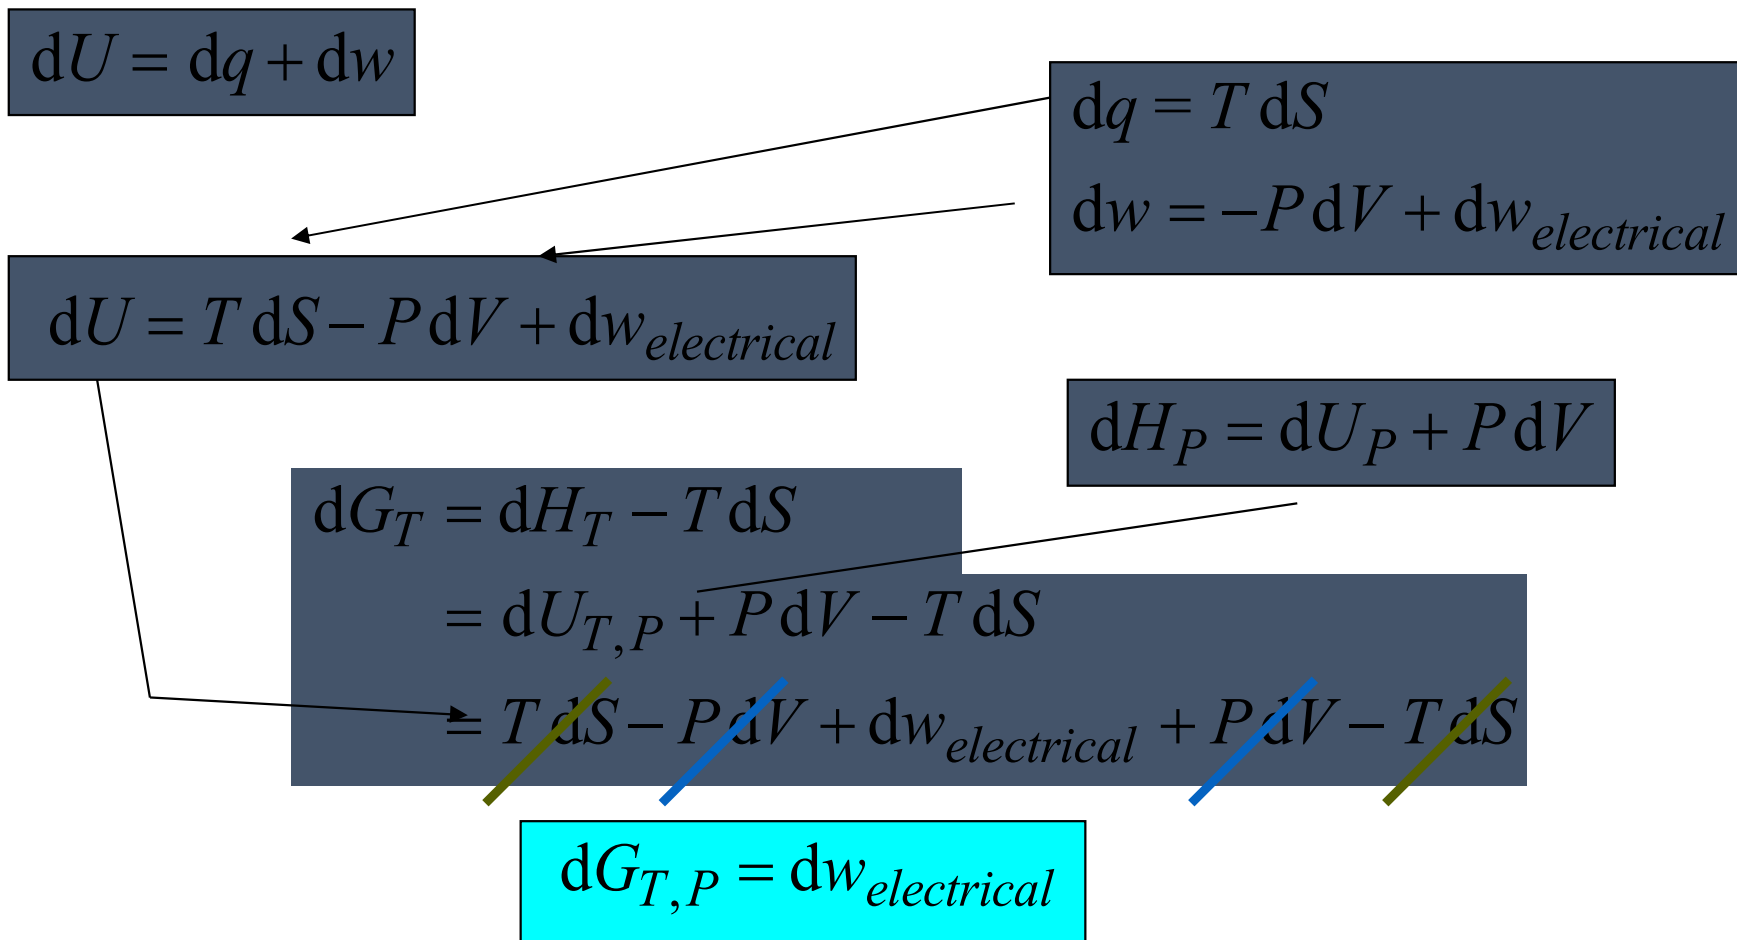 dU = dq + dw
dq = T dS
dw = −P dV + dw_electrical
dU = T dS − P dV + dw_electrical
dH_P = dU_P + P dV
dG_T = dH_T − T dS
= dU_T,P + P dV − T dS
= T dS − P dV + dw_electrical + P dV − T dS
dG_T,P = dw_electrical